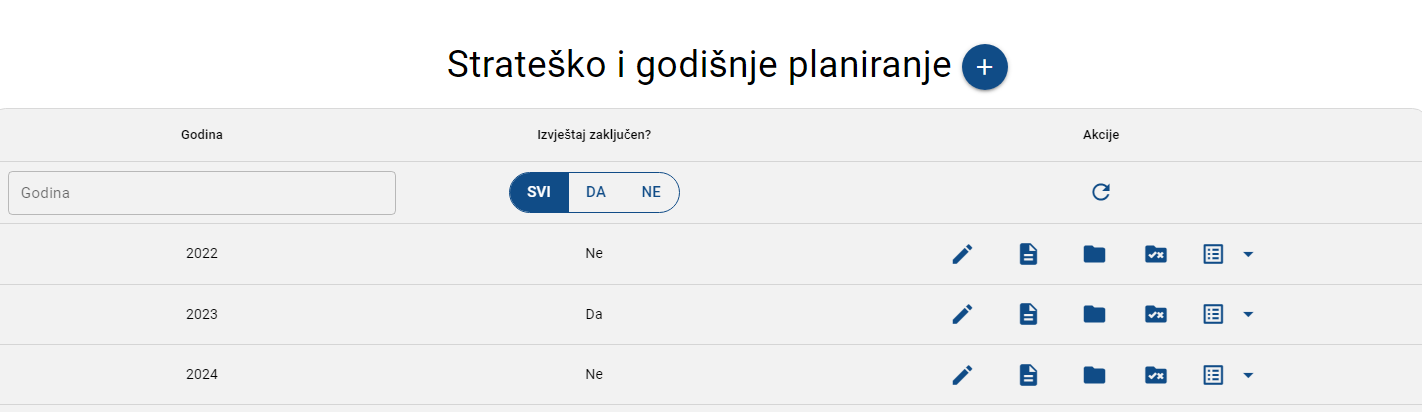 Strateško i godišnje planiranje
Godina Izvještaj zaključen? Akcije
Godina SVI DA NE
2022 Ne
2023 Da
2024 Ne